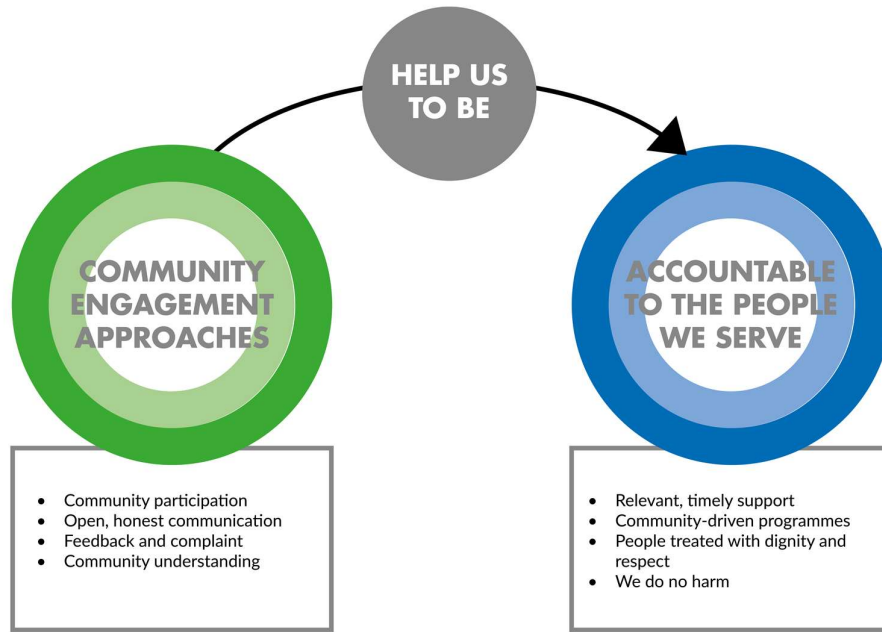 HELP US
TO BE
COMMUNITY
ENGAGEMENT
APPROACHES
ACCOUNTABLE
TO THE PEOPLE
WE SERVE
• Community participation
• Open, honest communication
• Feedback and complaint
• Community understanding
• Relevant, timely support
• Community-driven programmes
• People treated with dignity and
respect
• We do no harm